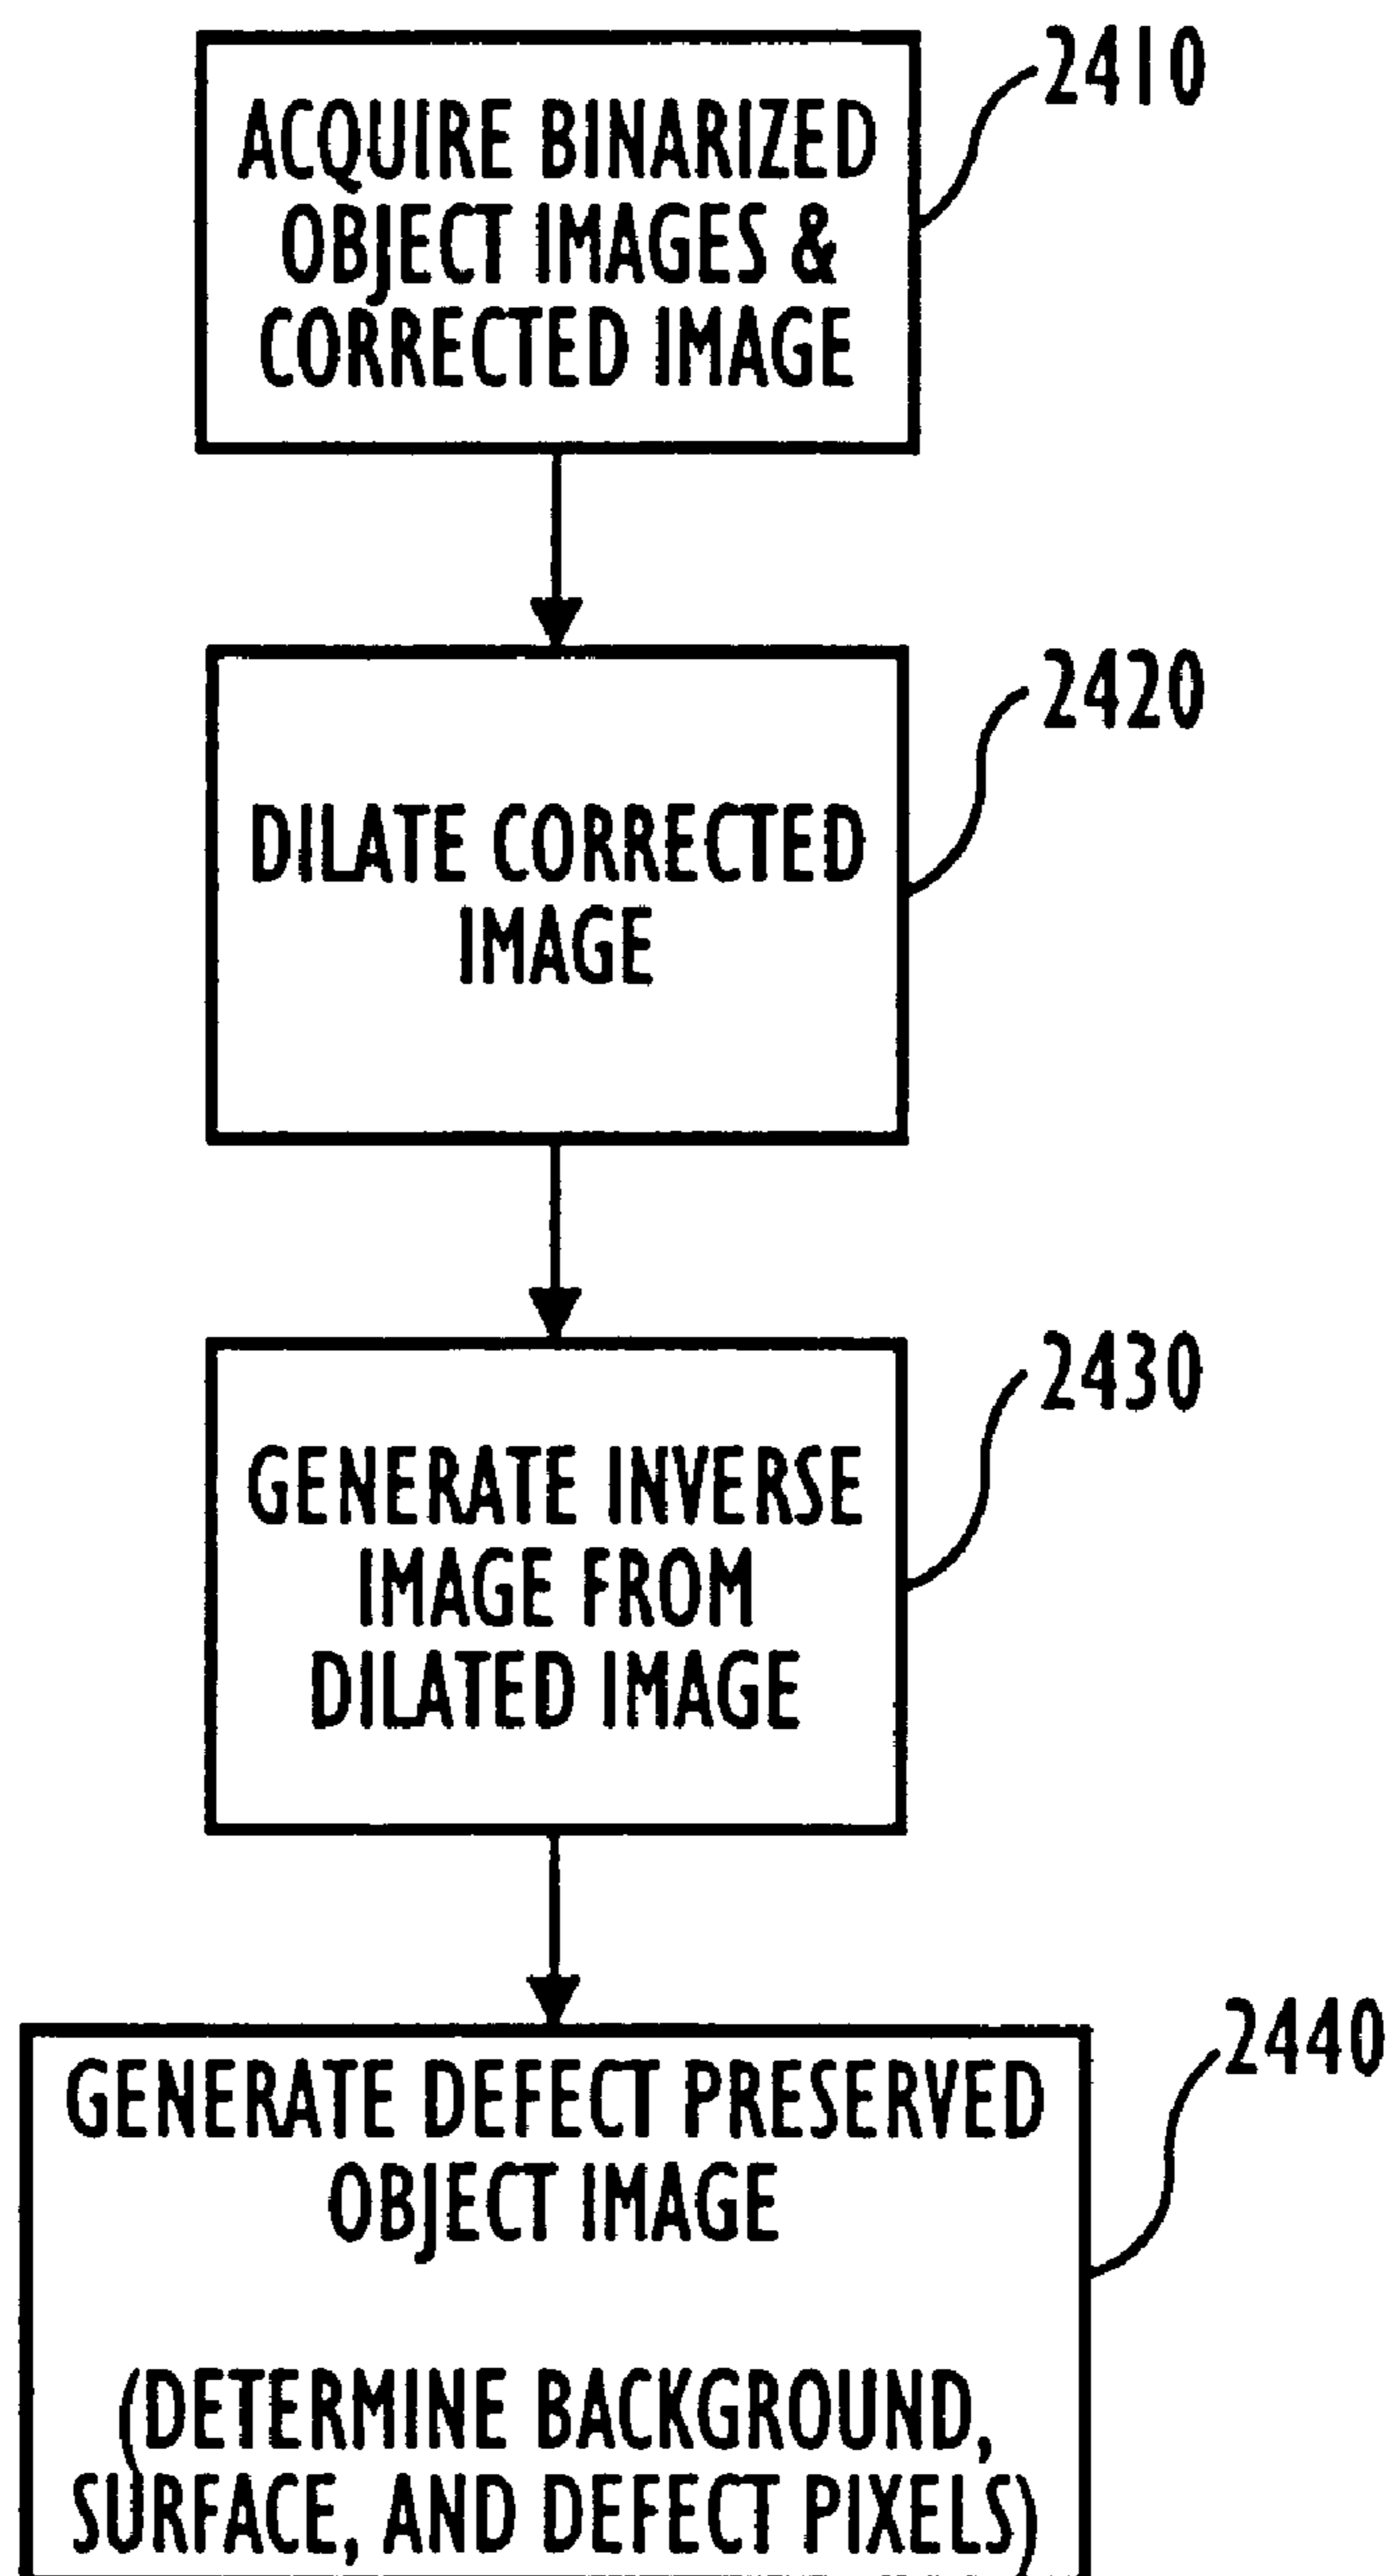 2410
ACQUIRE BINARIZED
OBJECT IMAGES &
CORRECTED IMAGE
2420
DILATE CORRECTED
IMAGE
2430
GENERATE INVERSE
IMAGE FROM
DILATED IMAGE
2440
GENERATE DEFECT PRESERVED
OBJECT IMAGE
(DETERMINE BACKGROUND,
SURFACE, AND DEFECT PIXELS)